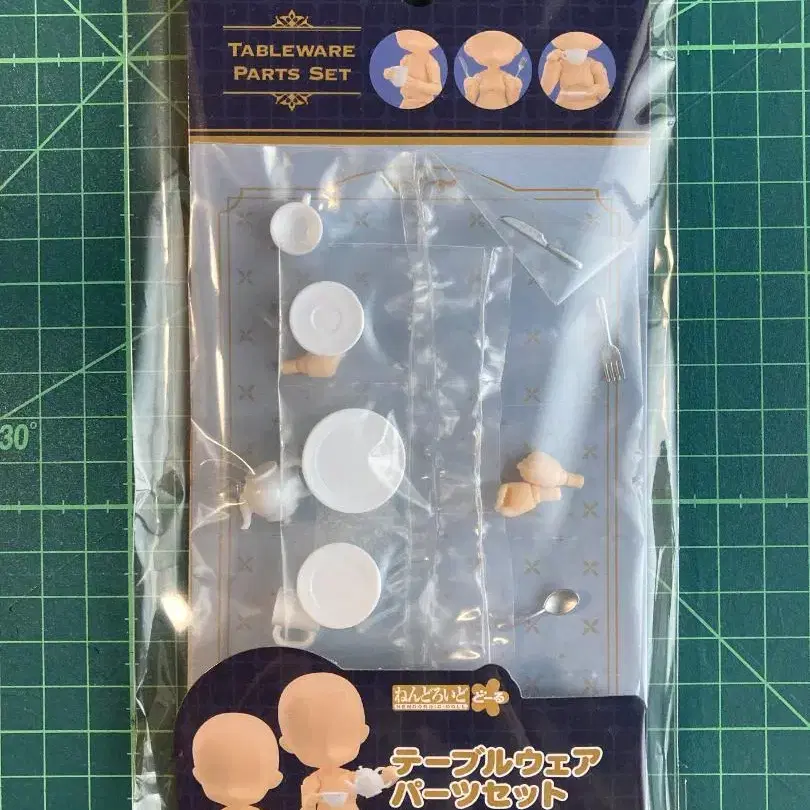 TABLEWARE
PARTS SET
30°
ねんどろいど
どーる
NENDOROID DOLL
テーブルウェア
パーツセット